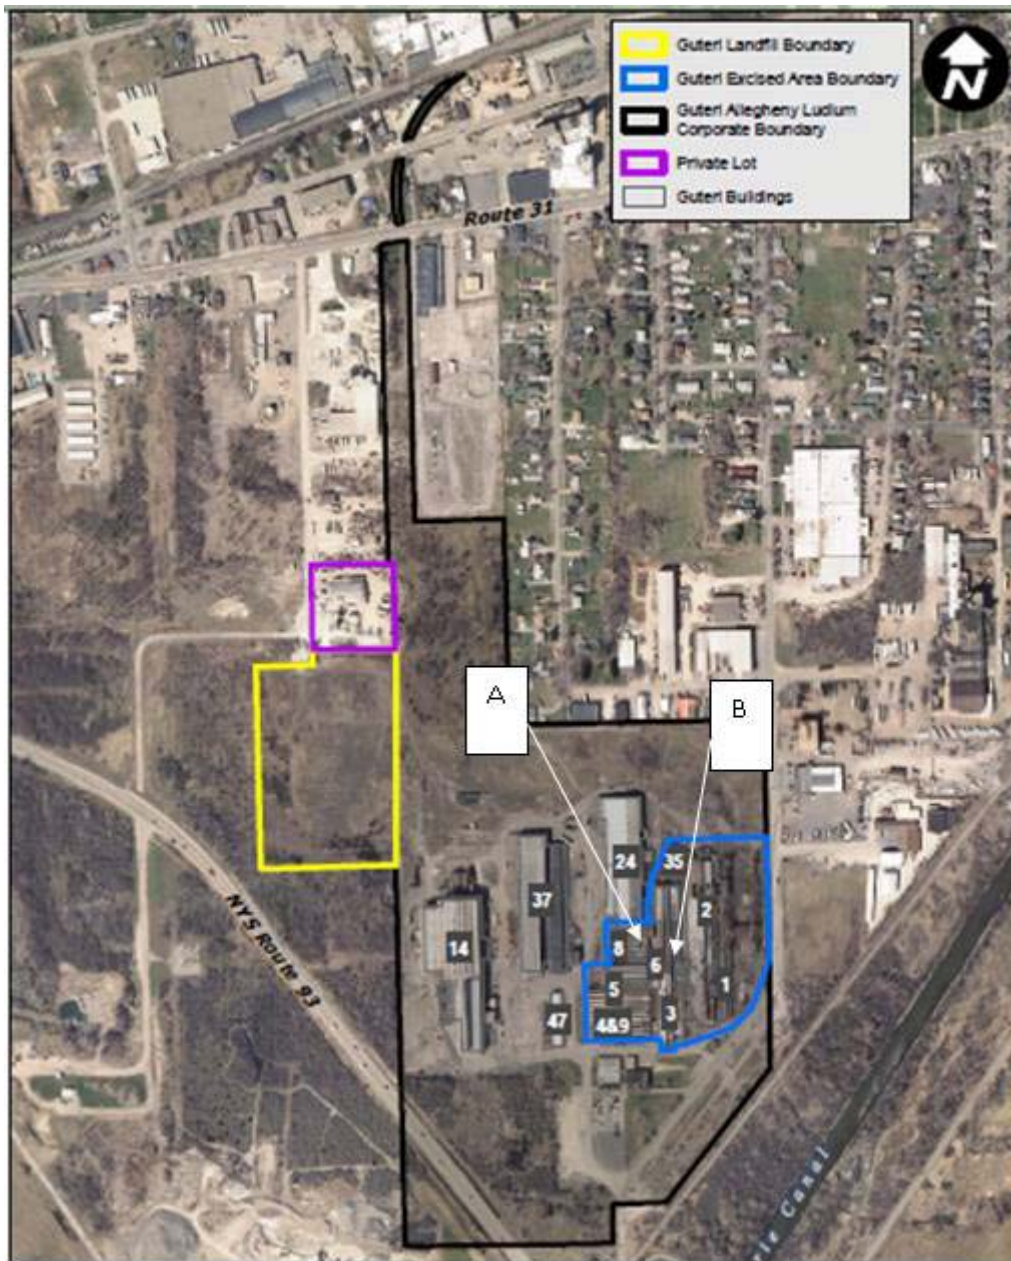 Guterl Landfill Boundary
Guterl Excised Area Boundary
Guterl Allegheny Ludlum
Corporate Boundary
Private Lot
Guterl Buildings
N
Route 31
A
B
24
35
37
2
14
8
6
5
1
3
47
4&9
NYS Route 93
Canal